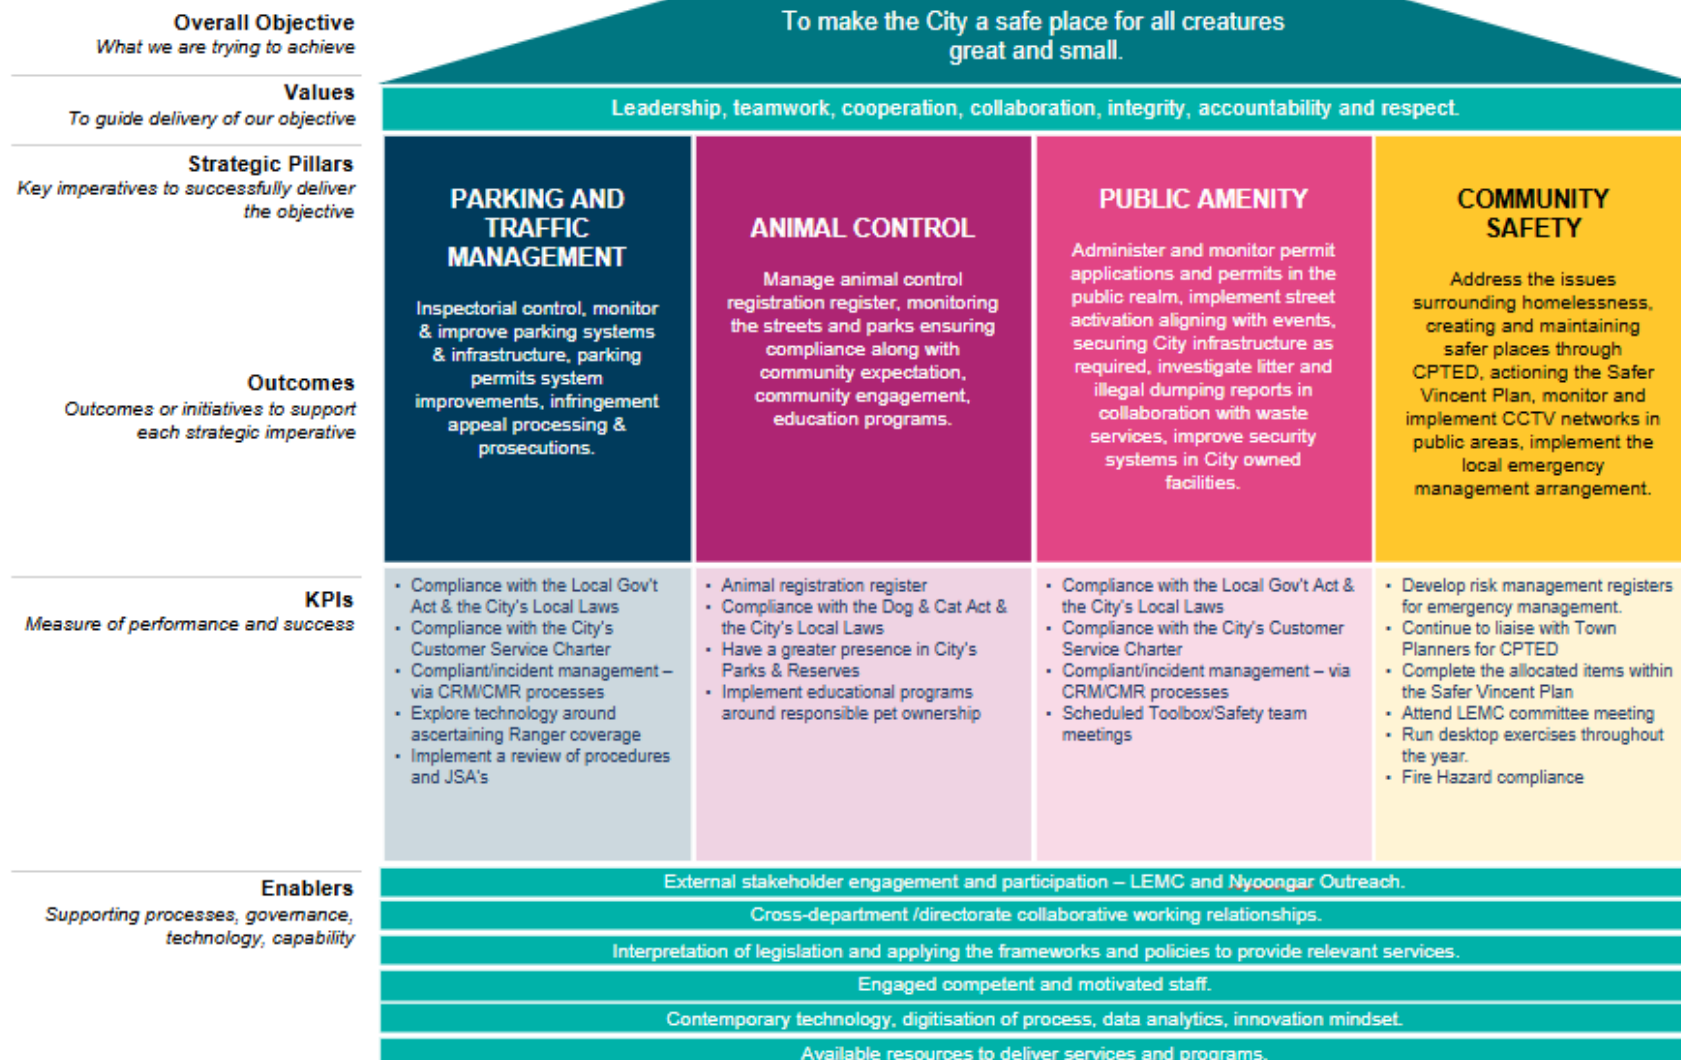 Overall Objective
What we are trying to achieve
To make the City a safe place for all creatures
great and small.
Values
To guide delivery of our objective
Leadership, teamwork, cooperation, collaboration, integrity, accountability and respect.
Strategic Pillars
Key imperatives to successfully deliver
the objective
Outcomes
Outcomes or initiatives to support
each strategic imperative
PARKING AND
TRAFFIC
MANAGEMENT
Inspectorial control, monitor
& improve parking systems
& infrastructure, parking
permits system
improvements, infringement
appeal processing &
prosecutions.
ANIMAL CONTROL
Manage animal control
registration register, monitoring
the streets and parks ensuring
compliance along with
community expectation,
community engagement,
education programs.
PUBLIC AMENITY
Administer and monitor permit
applications and permits in the
public realm, implement street
activation aligning with events,
securing City infrastructure as
required, investigate litter and
illegal dumping reports in
collaboration with waste
services, improve security
systems in City owned
facilities.
COMMUNITY
SAFETY
Address the issues
surrounding homelessness,
creating and maintaining
safer places through
CPTED, actioning the Safer
Vincent Plan, monitor and
implement CCTV networks in
public areas, implement the
local emergency
management arrangement.
KPIs
Measure of performance and success
• Compliance with the Local Gov't
Act & the City's Local Laws
• Compliance with the City's
Customer Service Charter
• Compliant/incident management –
via CRM/CMR processes
• Explore technology around
ascertaining Ranger coverage
• Implement a review of procedures
and JSA's
• Animal registration register
• Compliance with the Dog & Cat Act &
the City's Local Laws
• Have a greater presence in City's
Parks & Reserves
• Implement educational programs
around responsible pet ownership
• Compliance with the Local Gov't Act &
the City's Local Laws
• Compliance with the City's Customer
Service Charter
• Compliant/incident management – via
CRM/CMR processes
• Scheduled Toolbox/Safety team
meetings
• Develop risk management registers
for emergency management.
• Continue to liaise with Town
Planners for CPTED
• Complete the allocated items within
the Safer Vincent Plan
• Attend LEMC committee meeting
• Run desktop exercises throughout
the year.
• Fire Hazard compliance
Enablers
Supporting processes, governance,
technology, capability
External stakeholder engagement and participation – LEMC and Nyoongar Outreach.
Cross-department /directorate collaborative working relationships.
Interpretation of legislation and applying the frameworks and policies to provide relevant services.
Engaged competent and motivated staff.
Contemporary technology, digitisation of process, data analytics, innovation mindset.
Available resources to deliver services and programs.